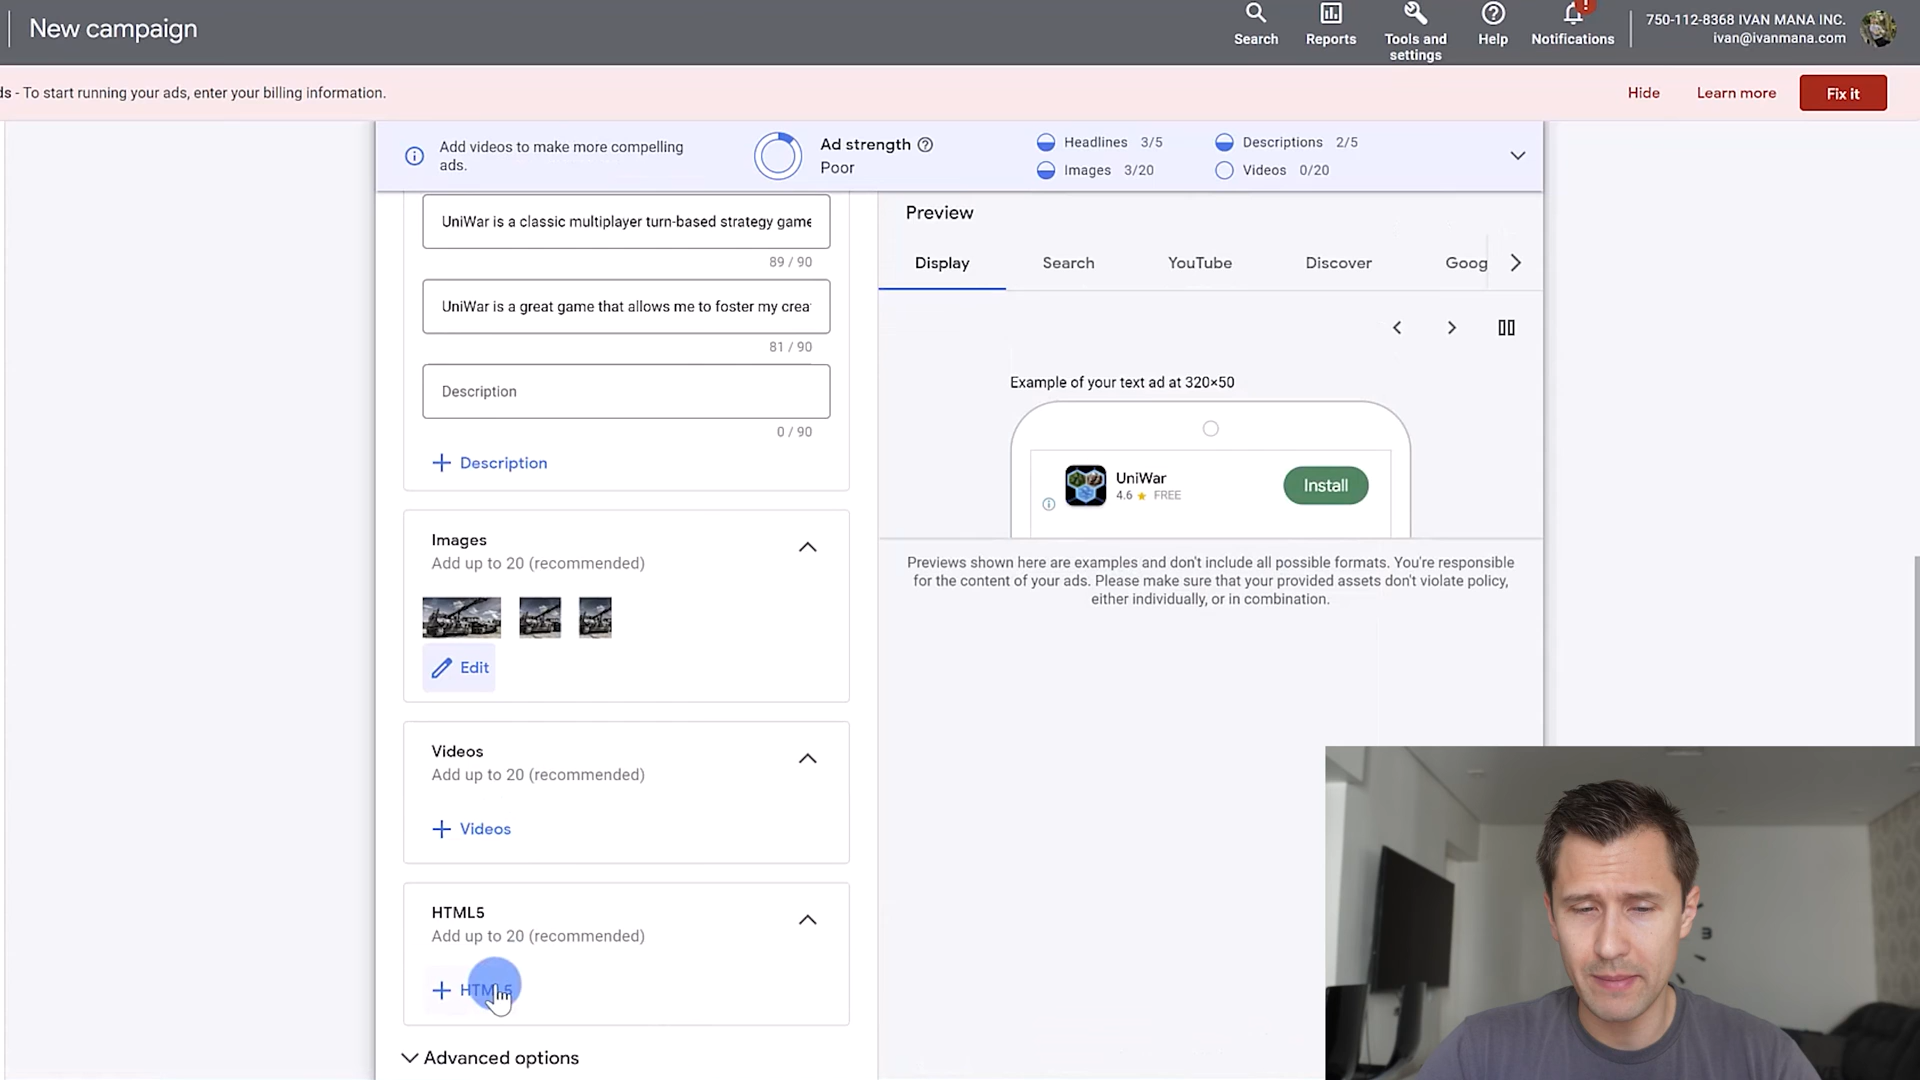 New campaign
Search
Reports
Tools and
settings
Help
Notifications
!
750-112-8368 IVAN MANA INC.
ivan@ivanmana.com
ds - To start running your ads, enter your billing information.
Hide
Learn more
Fix it
Add videos to make more compelling
ads.
Ad strength
Poor
Headlines 3/5
Descriptions 2/5
Images 3/20
Videos 0/20
UniWar is a classic multiplayer turn-based strategy game
89 / 90
UniWar is a great game that allows me to foster my crea
81 / 90
Description
0 / 90
+ Description
Images
Add up to 20 (recommended)
Edit
Videos
Add up to 20 (recommended)
+ Videos
HTML5
Add up to 20 (recommended)
+ HTML5
Advanced options
Preview
Display
Search
YouTube
Discover
Goog
Example of your text ad at 320×50
UniWar
4.6 ★ FREE
Install
Previews shown here are examples and don't include all possible formats. You're responsible
for the content of your ads. Please make sure that your provided assets don't violate policy,
either individually, or in combination.